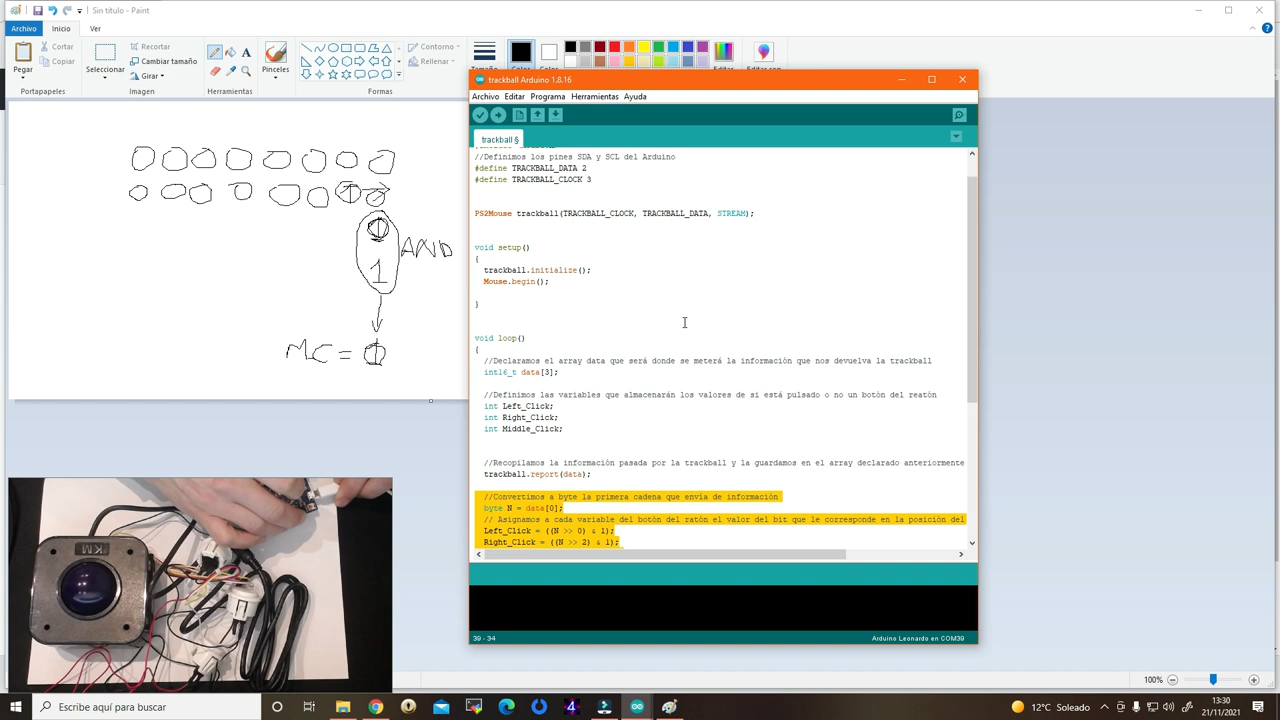 Sin título - Paint
Archivo Inicio Ver
Pegar
Cortar
Copiar
Portapapeles
Seleccionar
Recortar
Cambiar tamaño
Girar
Imagen
A
Herramientas
Pinceles
Contorno
Rellenar
Formas
AND
MC =
KM
trackball Arduino 1.8.16
Archivo Editar Programa Herramientas Ayuda
trackball §
//Definimos los pines SDA y SCL del Arduino
#define TRACKBALL_DATA 2
#define TRACKBALL_CLOCK 3
PS2Mouse trackball(TRACKBALL_CLOCK, TRACKBALL_DATA, STREAM);
void setup()
{
trackball.initialize();
Mouse.begin();
}
void loop()
{
//Declaramos el array data que será donde se meterá la información que nos devuelva la trackball
int16_t data[3];
//Definimos las variables que almacenarán los valores de si está pulsado o no un botón del reatón
int Left_Click;
int Right_Click;
int Middle_Click;
//Recopilamos la información pasada por la trackball y la guardamos en el array declarado anteriormente
trackball.report(data);
//Convertimos a byte la primera cadena que envía de información
byte N = data[0];
// Asignamos a cada variable del botón del ratón el valor del bit que le corresponde en la posición del
Left_Click = ((N >> 0) & 1);
Right_Click = ((N >> 2) & 1);
39 - 34
Arduino Leonardo en COM39
100%
Escribe aquí para buscar
12°C Soleado
13:30
21/11/2021